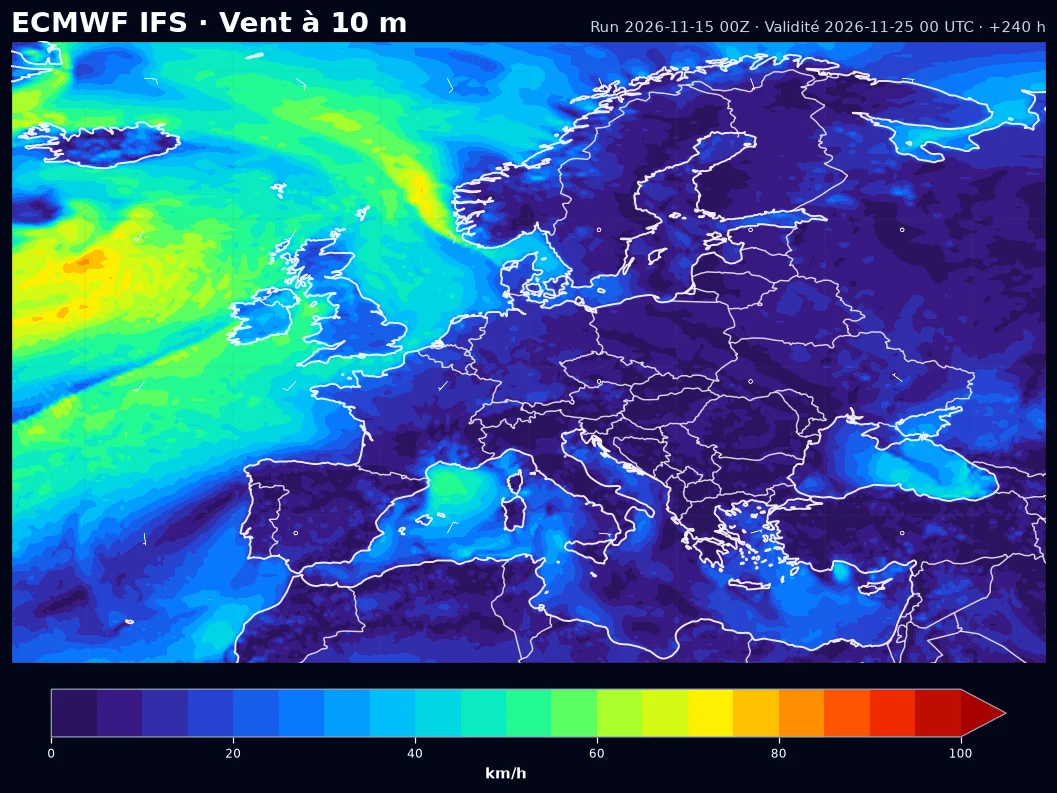 ECMWF IFS · Vent à 10 m
Run 2026-11-15 00Z · Validité 2026-11-25 00 UTC · +240 h
0 20 40 60 80 100
km/h